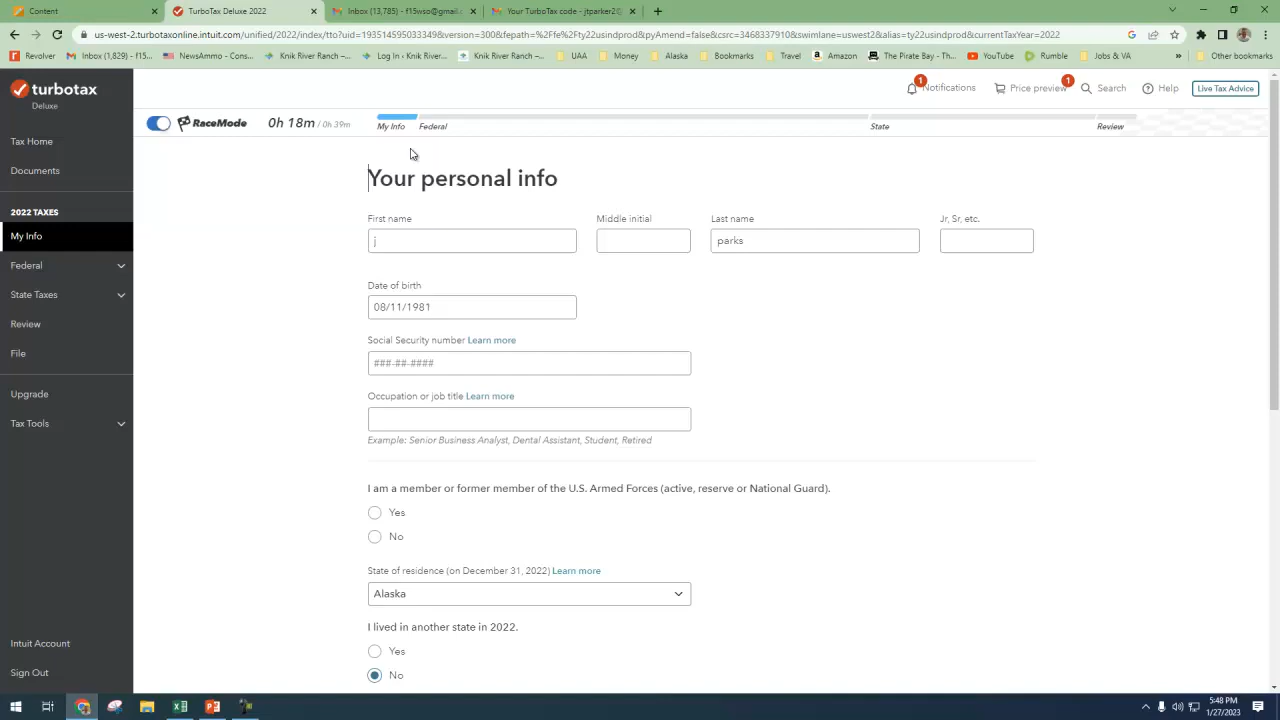 Content
TurboTax Deluxe 2022
Inbox (13,785) - f15wso@gmail.c
Your TurboTax code - jtparker2@
us-west-2.turbotaxonline.intuit.com/unified/2022/index/tto?uid=193514595033349&version=300&fepath=%2Ffe%2Fty22undprod&pyAmend=false&csrc=3468337910&swimlane=uswest2&alias=ty22usindprod&currentTaxYear=2022
Revolver
Inbox (9,291) - f15...
NewsAmmo - Great...
Knik River Ranch –...
Log In ‹ Knik River...
Knik River Ranch –...
UAA
Money
Alaska
Bookmarks
Travel
Amazon
The Pirate Bay - Th...
YouTube
Rumble
Jobs & VA
»
Other bookmarks
turbotax
Deluxe
1
Notifications
Price preview
1
Search
Help
Live Tax Advice
RaceMode
0h 18m / 0h 39m
My Info
Federal
State
Review
Tax Home
Documents
2022 TAXES
My Info
Federal
State Taxes
Review
File
Upgrade
Tax Tools
Intuit Account
Sign Out
Your personal info
First name
Middle initial
Last name
Jr, Sr, etc.
j
parks
Date of birth
08/11/1981
Social Security number Learn more
###-##-####
Occupation or job title Learn more
Example: Senior Business Analyst, Dental Assistant, Student, Retired
I am a member or former member of the U.S. Armed Forces (active, reserve or National Guard).
Yes
No
State of residence (on December 31, 2022) Learn more
Alaska
I lived in another state in 2022.
Yes
No
5:48 PM
1/27/2023